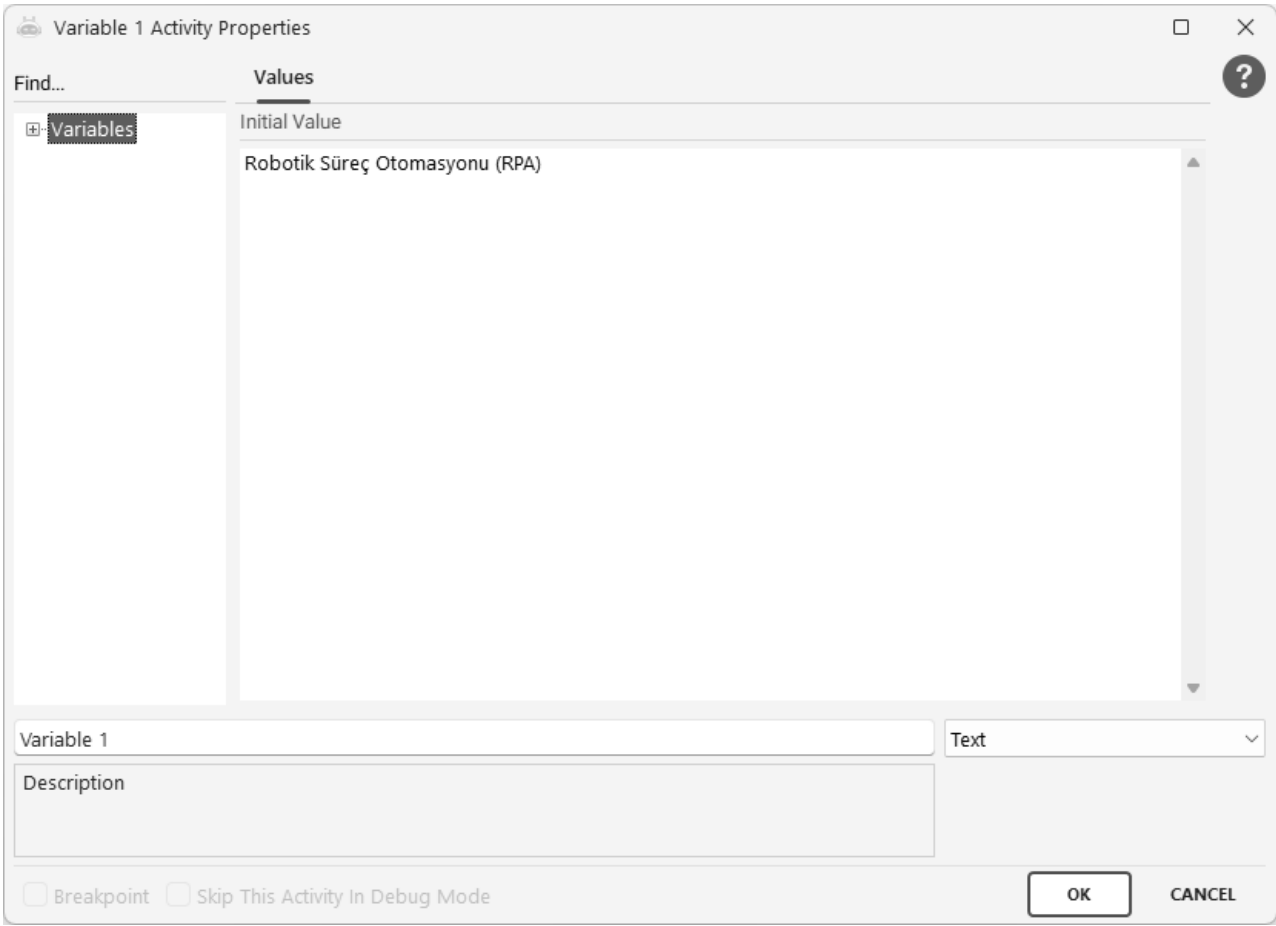 Variable 1 Activity Properties
Find...
Values
?
Variables
Initial Value
Robotik Süreç Otomasyonu (RPA)
Variable 1
Text
Description
Breakpoint
Skip This Activity In Debug Mode
OK
CANCEL